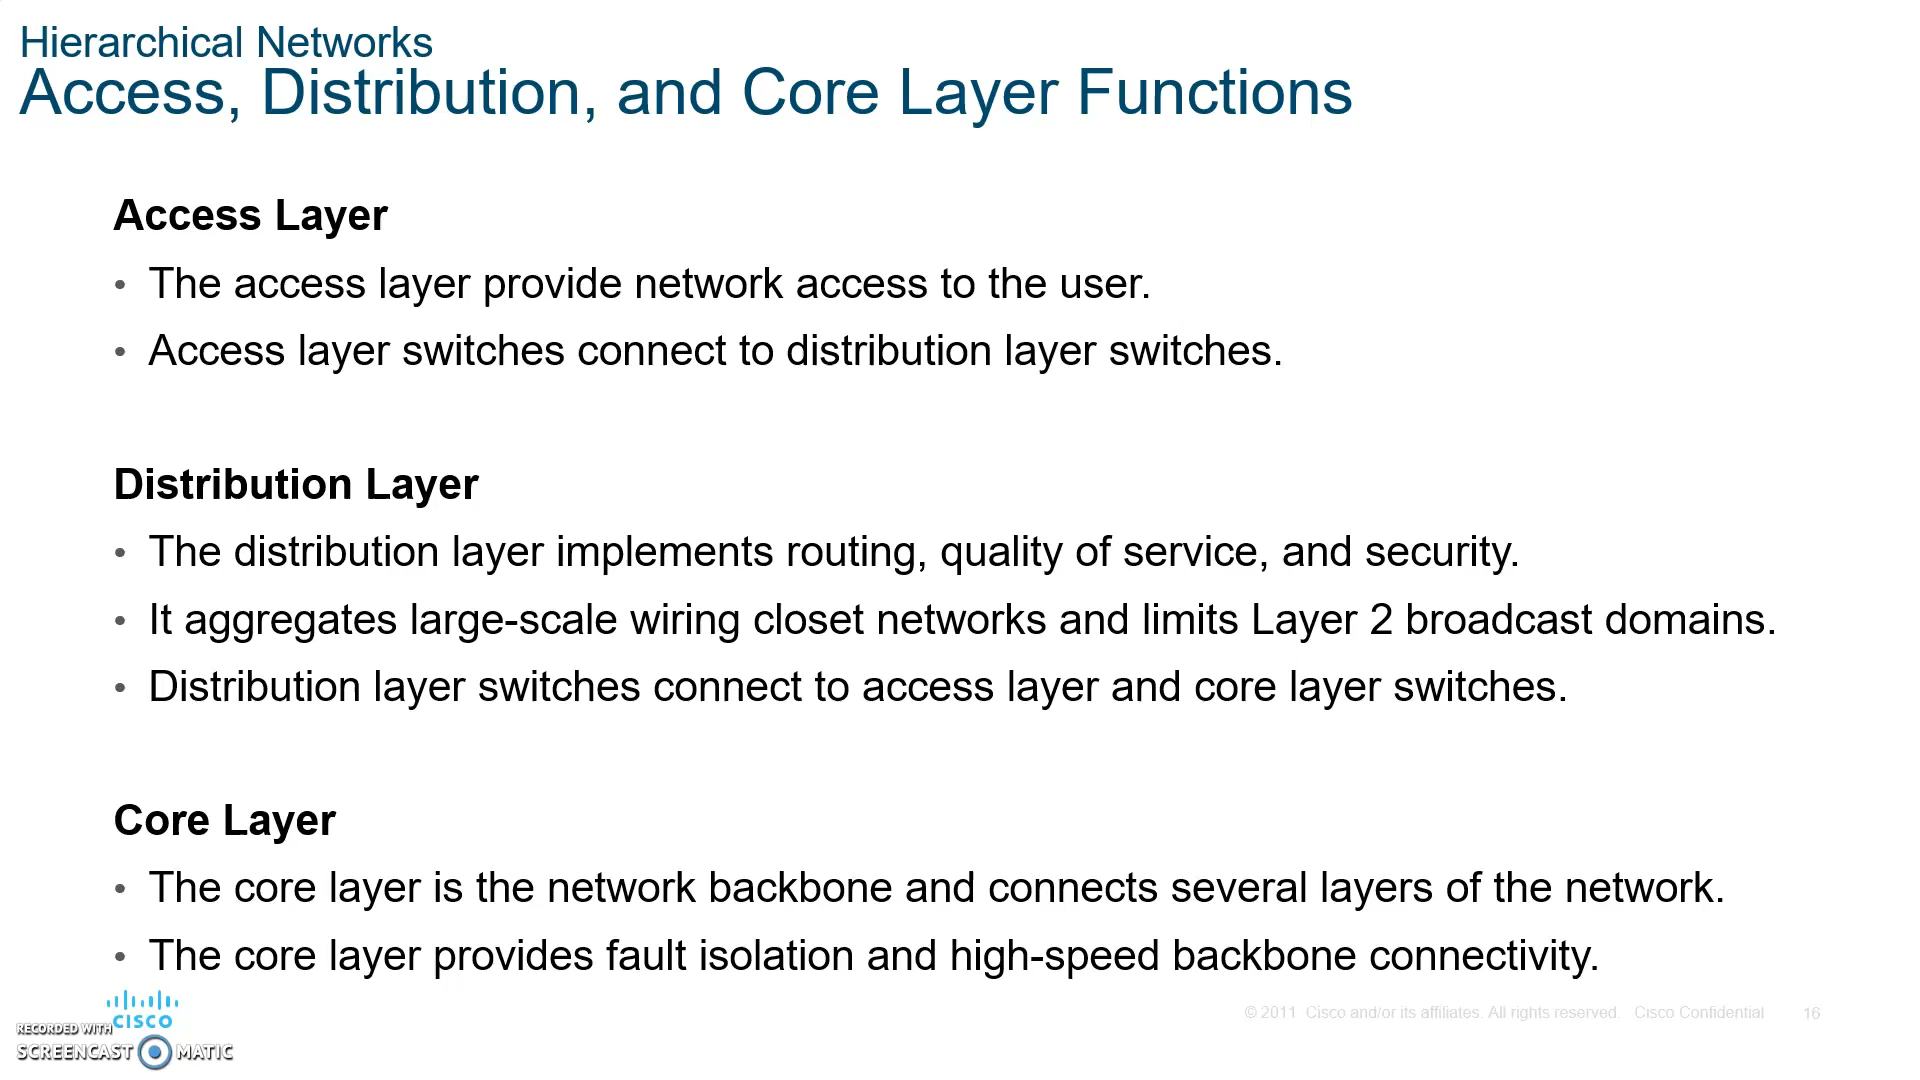 Hierarchical Networks
Access, Distribution, and Core Layer Functions
Access Layer
• The access layer provide network access to the user.
• Access layer switches connect to distribution layer switches.
Distribution Layer
• The distribution layer implements routing, quality of service, and security.
• It aggregates large-scale wiring closet networks and limits Layer 2 broadcast domains.
• Distribution layer switches connect to access layer and core layer switches.
Core Layer
• The core layer is the network backbone and connects several layers of the network.
• The core layer provides fault isolation and high-speed backbone connectivity.
CISCO
© 2011 Cisco and/or its affiliates. All rights reserved. Cisco Confidential 16
RECORDED WITH
SCREENCAST MATIC